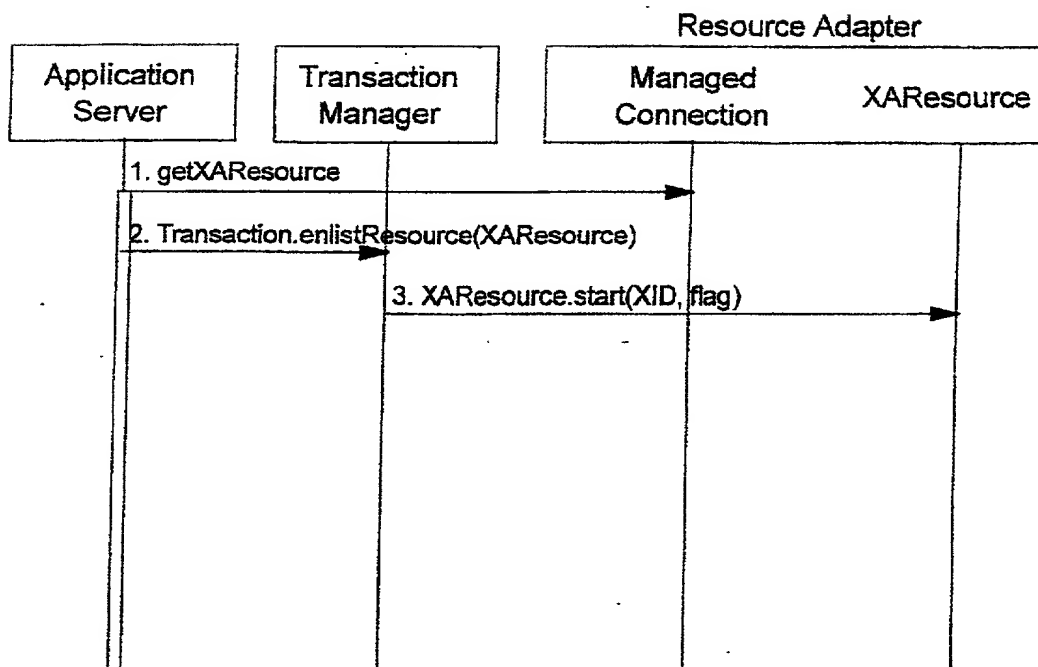 Resource Adapter
Application
Server
Transaction
Manager
Managed
Connection
XAResource
1. getXAResource
2. Transaction.enlistResource(XAResource)
3. XAResource.start(XID, flag)